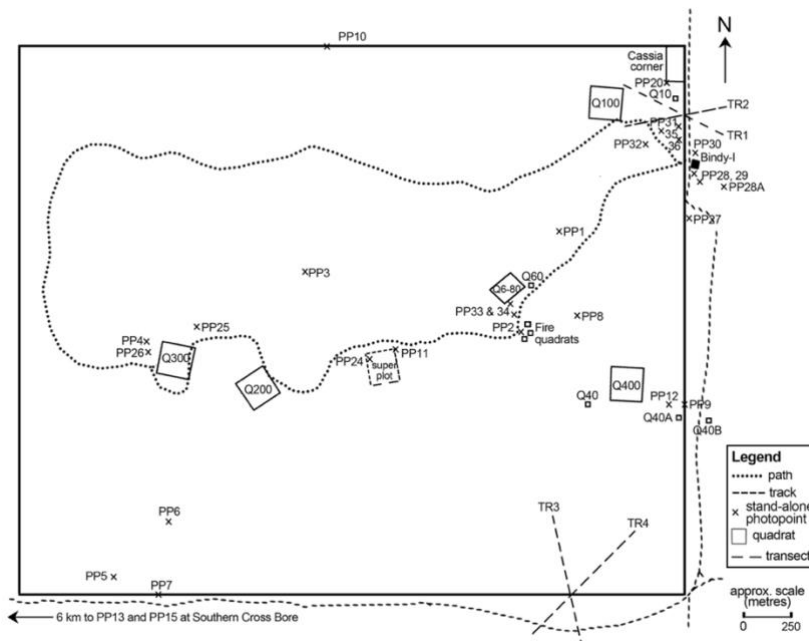 PP10
N
Cassia
corner
PP20
Q10
Q100
TR2
TR1
PP31
35
36
PP32
PP30
Bindy-I
PP28, 29
PP28A
PP27
PP1
PP3
Q60
Q6-80
PP33 & 34
PP8
PP2
Fire
quadrats
PP25
PP4
PP26
Q300
PP11
PP24
super
plot
Q200
Q400
Q40
PP12
PP9
Q40A
Q40B
Legend
path
track
stand-alone
photopoint
quadrat
transect
PP6
TR3
TR4
PP5
PP7
approx. scale
(metres)
0 250
6 km to PP13 and PP15 at Southern Cross Bore